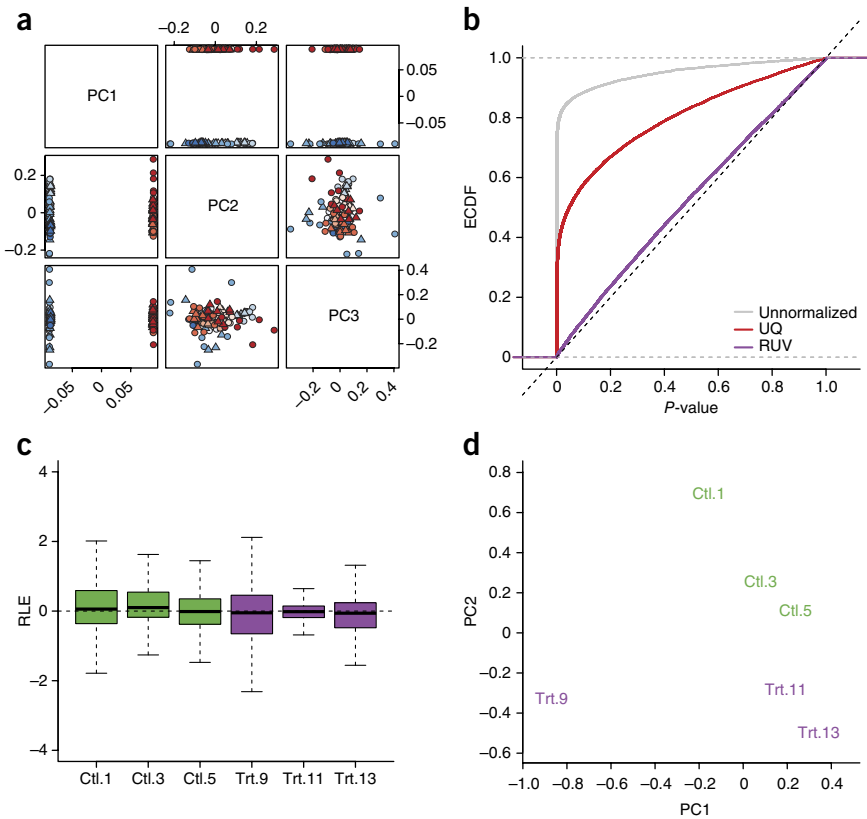 a
−0.2 0 0.2
PC1
0.05
0
−0.05
0.2
0
−0.2
PC2
PC3
0.4
0.2
0
−0.2
−0.05 0 0.05
−0.2 0 0.2 0.4
b
ECDF
1.0
0.8
0.6
0.4
0.2
0
Unnormalized
UQ
RUV
0 0.2 0.4 0.6 0.8 1.0
P-value
c
RLE
4
2
0
−2
−4
Ctl.1 Ctl.3 Ctl.5 Trt.9 Trt.11 Trt.13
d
PC2
0.8
0.6
0.4
0.2
0
−0.2
−0.4
−0.6
Ctl.1
Ctl.3
Ctl.5
Trt.11
Trt.9
Trt.13
−1.0 −0.8 −0.6 −0.4 −0.2 0 0.2 0.4
PC1